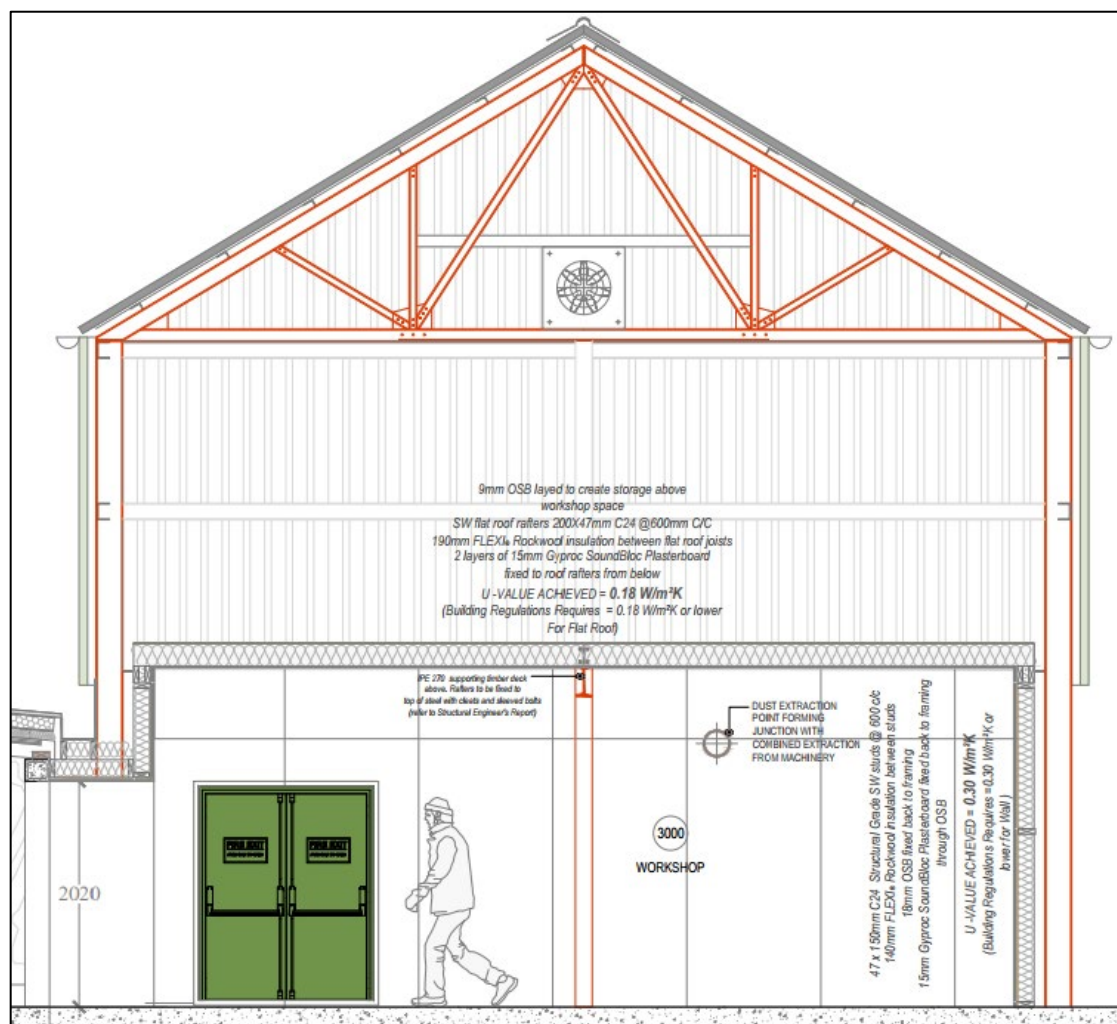 9mm OSB layed to create storage above
workshop space
SW flat roof rafters 200X47mm C24 @600mm C/C
190mm FLEXI® Rockwool insulation between flat roof joists
2 layers of 15mm Gyproc SoundBloc Plasterboard
fixed to roof rafters from below
U -VALUE ACHIEVED = 0.18 W/m²K
(Building Regulations Requires = 0.18 W/m²K or lower
For Flat Roof)
IPE 270 supporting timber deck
above. Rafters to be fixed to
top of steel with cleats and sleeved bolts
(refer to Structural Engineer's Report)
DUST EXTRACTION
POINT FORMING
JUNCTION WITH
COMBINED EXTRACTION
FROM MACHINERY
3000
WORKSHOP
2020
47 x 150mm C24 Structural Grade SW studs @ 600 c/c
140mm FLEXI® Rockwool insulation between studs
18mm OSB fixed back to framing
15mm Gyproc SoundBloc Plasterboard fixed back to framing
through OSB
U -VALUE ACHIEVED = 0.30 W/m²K
(Building Regulations Requires =0.30 W/m²K or
lower for Wall )